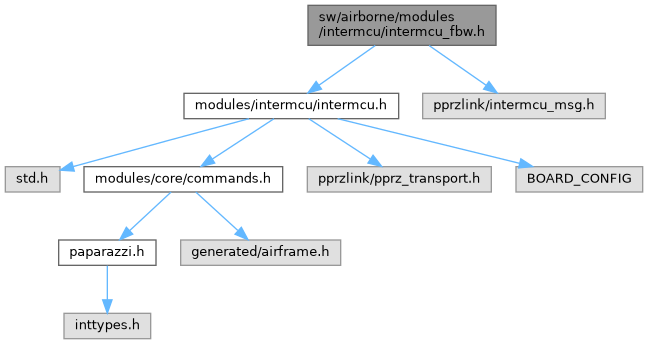 sw/airborne/modules
/intermcu/intermcu_fbw.h
modules/intermcu/intermcu.h
pprzlink/intermcu_msg.h
std.h
modules/core/commands.h
pprzlink/pprz_transport.h
BOARD_CONFIG
paparazzi.h
generated/airframe.h
inttypes.h